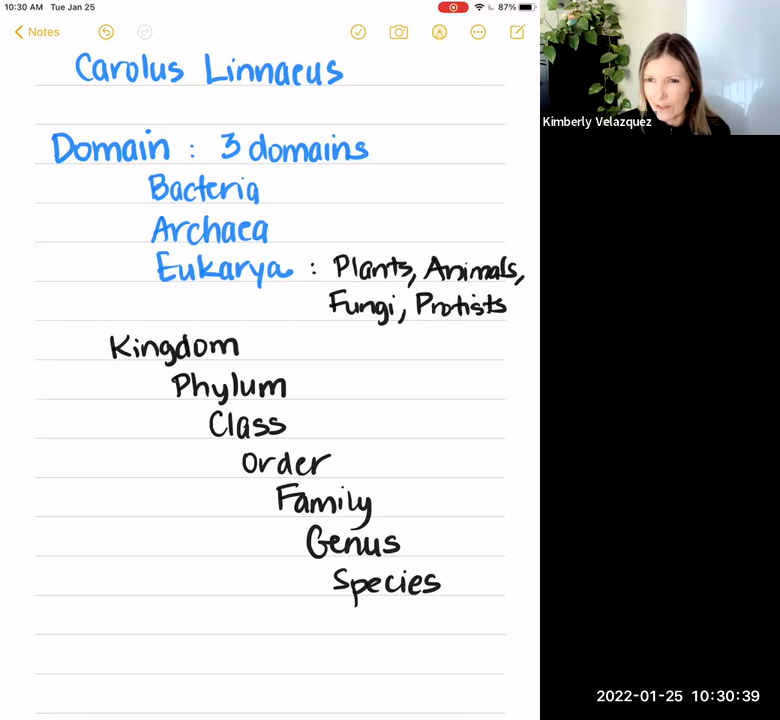 10:30 AM Tue Jan 25
87%
Notes
Carolus Linnaeus
Domain : 3 domains
Bacteria
Archaea
Eukarya : Plants, Animals,
Fungi, Protists
Kingdom
Phylum
Class
Order
Family
Genus
Species
Kimberly Velazquez
2022-01-25 10:30:39